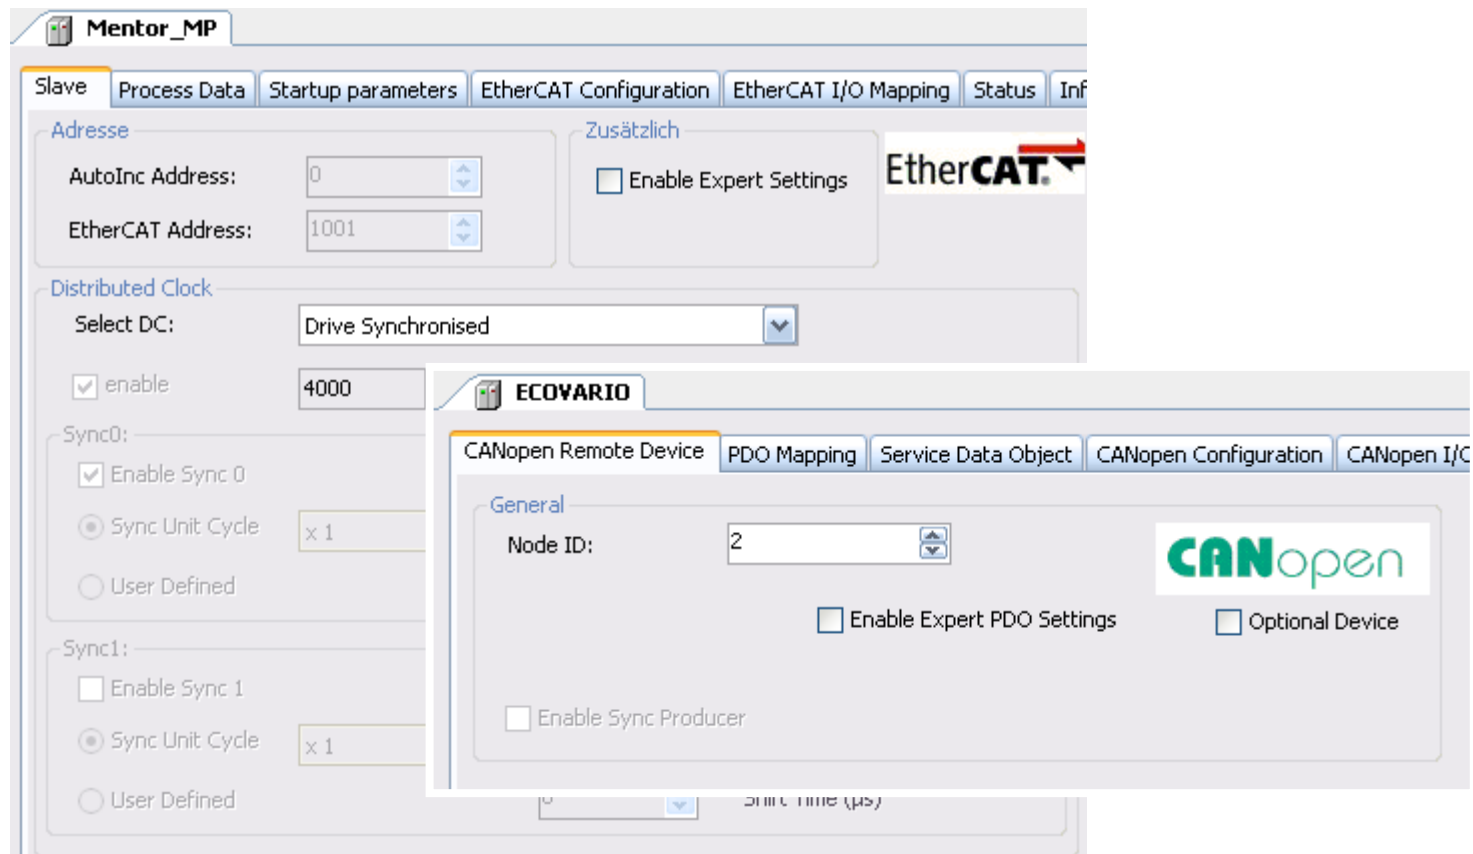 Mentor_MP
Slave Process Data Startup parameters EtherCAT Configuration EtherCAT I/O Mapping Status Inf
Adresse Zusätzlich
EtherCAT®
AutoInc Address: 0 Enable Expert Settings
EtherCAT Address: 1001
Distributed Clock
Select DC: Drive Synchronised
enable 4000
Sync0:
Enable Sync 0
Sync Unit Cycle x 1
User Defined
Sync1:
Enable Sync 1
Sync Unit Cycle x 1
User Defined 0 Shift Time (µs)
ECOVARIO
CANopen Remote Device PDO Mapping Service Data Object CANopen Configuration CANopen I/O
General
Node ID: 2
CANopen
Enable Expert PDO Settings Optional Device
Enable Sync Producer